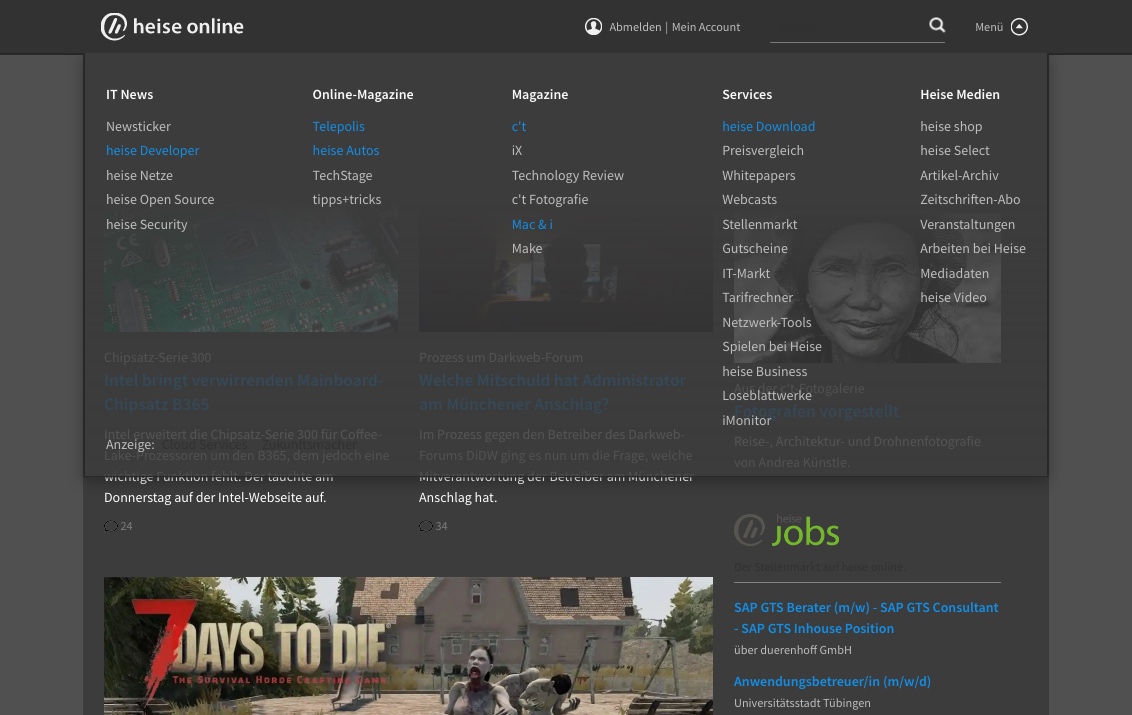 heise online
Abmelden | Mein Account
Menü
IT News
Newsticker
heise Developer
heise Netze
heise Open Source
heise Security
Online-Magazine
Telepolis
heise Autos
TechStage
tipps+tricks
Magazine
c't
iX
Technology Review
c't Fotografie
Mac & i
Make
Services
heise Download
Preisvergleich
Whitepapers
Webcasts
Stellenmarkt
Gutscheine
IT-Markt
Tarifrechner
Netzwerk-Tools
Spielen bei Heise
heise Business
Loseblattwerke
iMonitor
Heise Medien
heise shop
heise Select
Artikel-Archiv
Zeitschriften-Abo
Veranstaltungen
Arbeiten bei Heise
Mediadaten
heise Video
Chipsatz-Serie 300
Intel bringt verwirrenden Mainboard-
Chipsatz B365
Intel erweitert die Chipsatz-Serie 300 für Coffee-
Anzeige: Cloud Services Zukunftsmacher
Lake-Prozessoren um den B365, dem jedoch eine
wichtige Funktion fehlt. Der tauchte am
Donnerstag auf der Intel-Webseite auf.
24
Prozess um Darkweb-Forum
Welche Mitschuld hat Administrator
am Münchener Anschlag?
Im Prozess gegen den Betreiber des Darkweb-
Forums DiDW ging es nun um die Frage, welche
Mitverantwortung der Betreiber am Münchener
Anschlag hat.
34
Aus der c't-Fotogalerie
Fotografen vorgestellt
Reise-, Architektur- und Drohnenfotografie
von Andrea Künstle.
heise
jobs
Der Stellenmarkt auf heise online.
SAP GTS Berater (m/w) - SAP GTS Consultant
- SAP GTS Inhouse Position
über duerenhoff GmbH
Anwendungsbetreuer/in (m/w/d)
Universitätsstadt Tübingen
7 DAYS TO DIE
THE SURVIVAL HORDE CRAFTING GAME